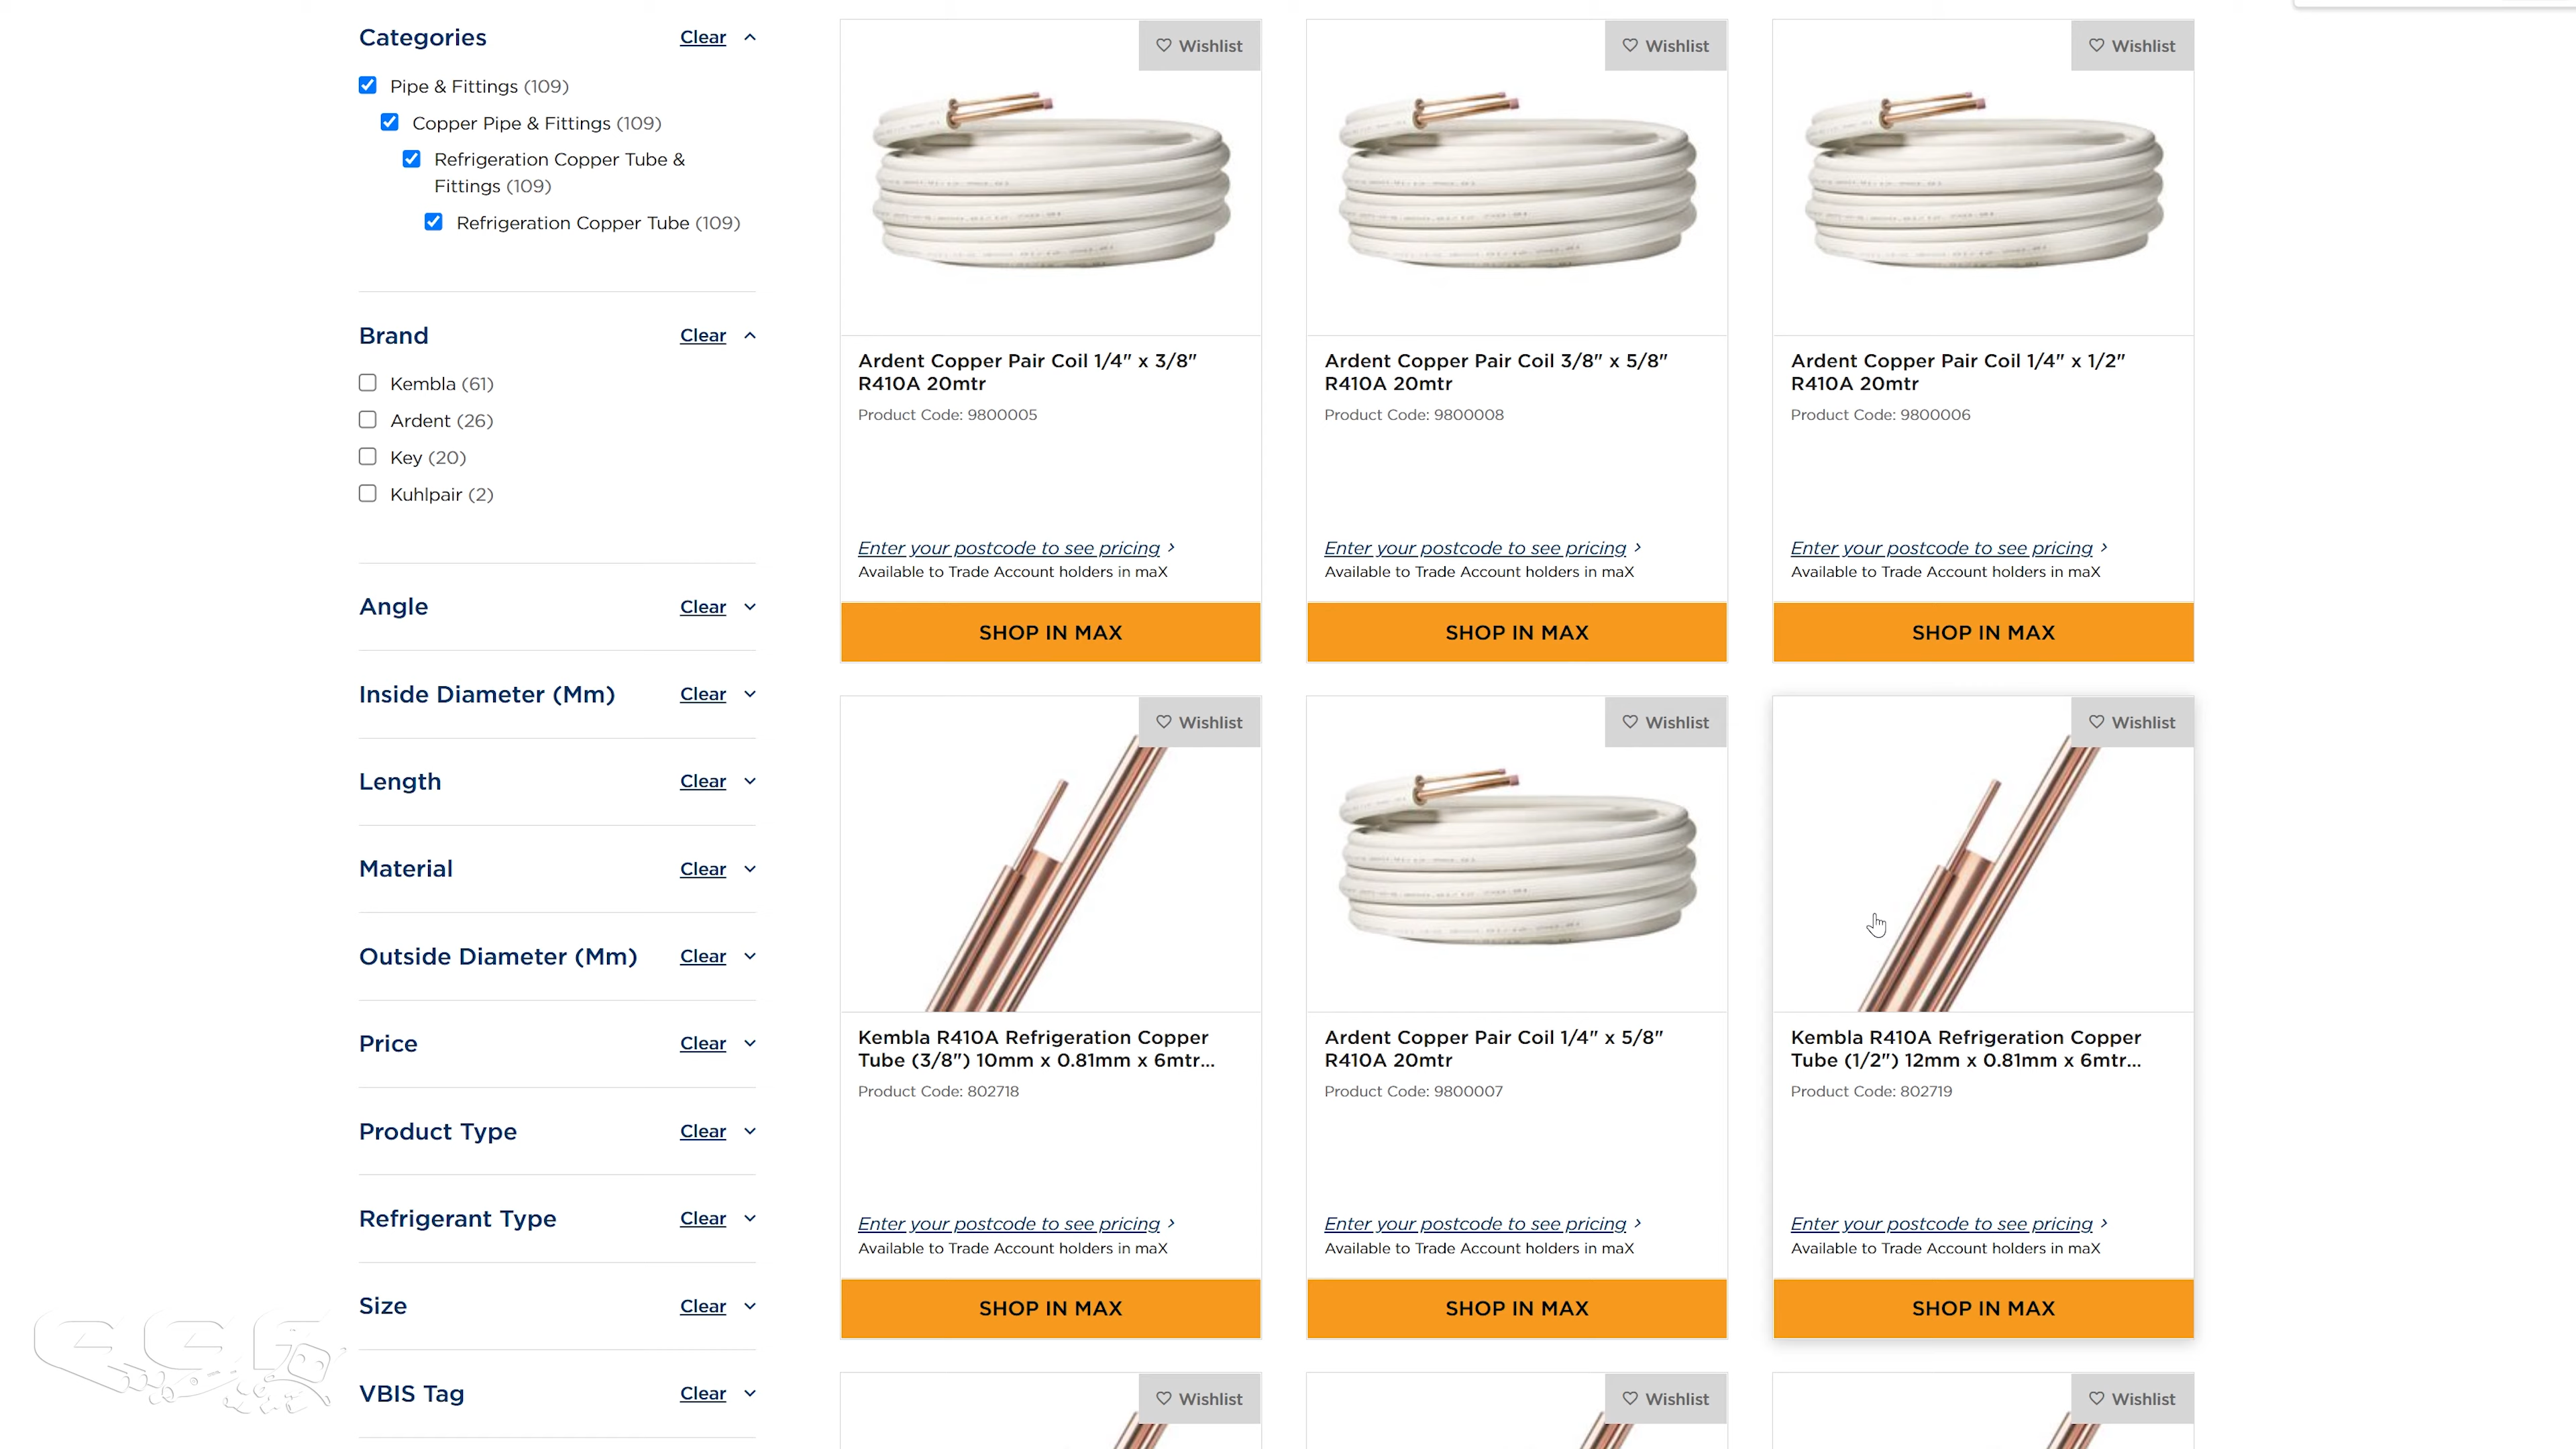 Categories Clear
Pipe & Fittings (109)
Copper Pipe & Fittings (109)
Refrigeration Copper Tube &
Fittings (109)
Refrigeration Copper Tube (109)
Brand Clear
Kembla (61)
Ardent (26)
Key (20)
Kuhlpair (2)
Angle Clear
Inside Diameter (Mm) Clear
Length Clear
Material Clear
Outside Diameter (Mm) Clear
Price Clear
Product Type Clear
Refrigerant Type Clear
Size Clear
VBIS Tag Clear
Wishlist
Ardent Copper Pair Coil 1/4" x 3/8"
R410A 20mtr
Product Code: 9800005
Enter your postcode to see pricing
Available to Trade Account holders in maX
SHOP IN MAX
Wishlist
Ardent Copper Pair Coil 3/8" x 5/8"
R410A 20mtr
Product Code: 9800008
Enter your postcode to see pricing
Available to Trade Account holders in maX
SHOP IN MAX
Wishlist
Ardent Copper Pair Coil 1/4" x 1/2"
R410A 20mtr
Product Code: 9800006
Enter your postcode to see pricing
Available to Trade Account holders in maX
SHOP IN MAX
Wishlist
Kembla R410A Refrigeration Copper
Tube (3/8") 10mm x 0.81mm x 6mtr...
Product Code: 802718
Enter your postcode to see pricing
Available to Trade Account holders in maX
SHOP IN MAX
Wishlist
Ardent Copper Pair Coil 1/4" x 5/8"
R410A 20mtr
Product Code: 9800007
Enter your postcode to see pricing
Available to Trade Account holders in maX
SHOP IN MAX
Wishlist
Kembla R410A Refrigeration Copper
Tube (1/2") 12mm x 0.81mm x 6mtr...
Product Code: 802719
Enter your postcode to see pricing
Available to Trade Account holders in maX
SHOP IN MAX
Wishlist
Wishlist
Wishlist